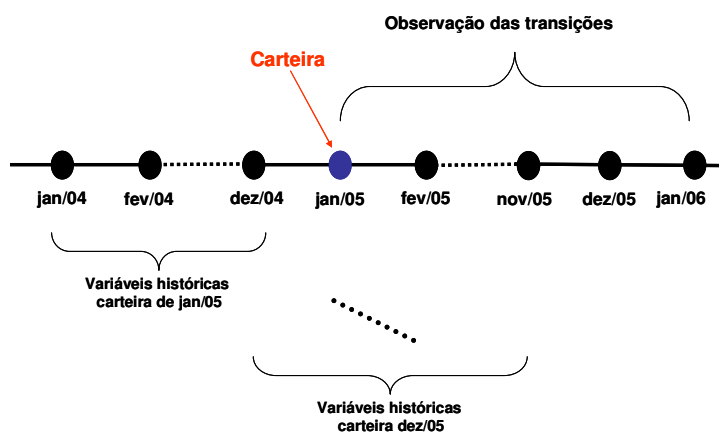 Observação das transições
Carteira
jan/04 fev/04 dez/04 jan/05 fev/05 nov/05 dez/05 jan/06
Variáveis históricas
carteira de jan/05
Variáveis históricas
carteira dez/05